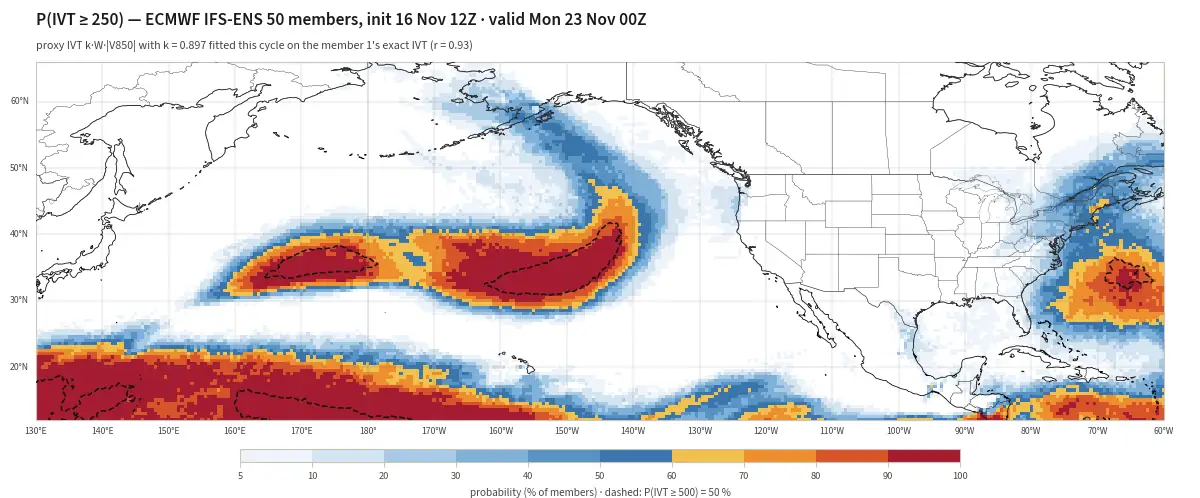 P(IVT ≥ 250) — ECMWF IFS-ENS 50 members, init 16 Nov 12Z · valid Mon 23 Nov 00Z
proxy IVT k·W·|V850| with k = 0.897 fitted this cycle on the member 1's exact IVT (r = 0.93)
60°N
50°N
40°N
30°N
20°N
130°E 140°E 150°E 160°E 170°E 180° 170°W 160°W 150°W 140°W 130°W 120°W 110°W 100°W 90°W 80°W 70°W 60°W
5 10 20 30 40 50 60 70 80 90 100
probability (% of members) · dashed: P(IVT ≥ 500) = 50 %